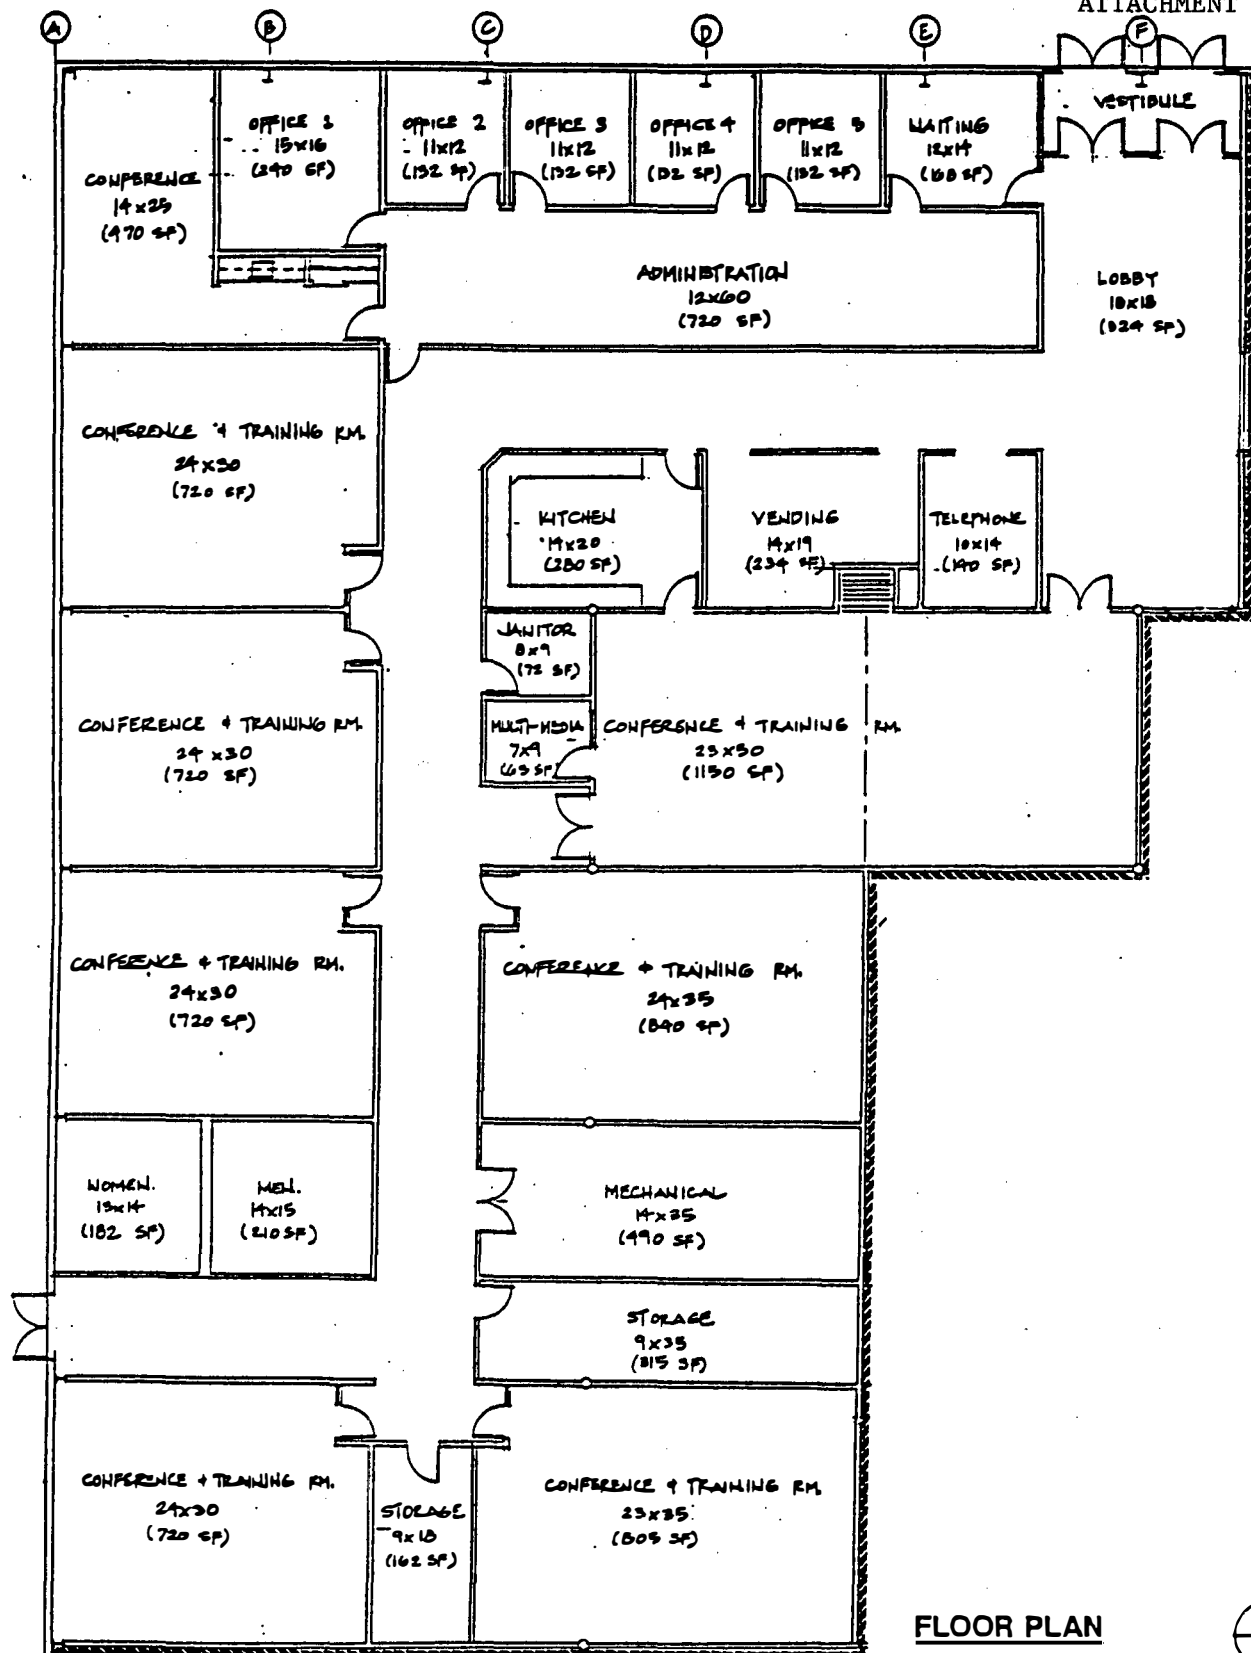 ATTACHMENT
A B C D E F
VESTIBULE
OFFICE 1
15x16
(240 SF)
OFFICE 2
11x12
(132 SF)
OFFICE 3
11x12
(132 SF)
OFFICE 4
11x12
(132 SF)
OFFICE 5
11x12
(132 SF)
WAITING
12x14
(168 SF)
CONFERENCE
14x25
(470 SF)
ADMINISTRATION
12x60
(720 SF)
LOBBY
18x18
(324 SF)
CONFERENCE & TRAINING RM.
24x30
(720 SF)
KITCHEN
14x20
(280 SF)
VENDING
14x19
(234 SF)
TELEPHONE
10x14
(140 SF)
JANITOR
8x9
(72 SF)
MULTI-MEDIA
7x9
(63 SF)
CONFERENCE & TRAINING RM.
24x30
(720 SF)
CONFERENCE & TRAINING RM.
23x50
(1150 SF)
CONFERENCE & TRAINING RM.
24x30
(720 SF)
CONFERENCE & TRAINING RM.
24x35
(840 SF)
WOMEN.
13x14
(182 SF)
MEN.
14x15
(210 SF)
MECHANICAL
14x35
(490 SF)
STORAGE
9x35
(315 SF)
CONFERENCE & TRAINING RM.
24x30
(720 SF)
STORAGE
9x18
(162 SF)
CONFERENCE & TRAINING RM.
23x35
(805 SF)
FLOOR PLAN